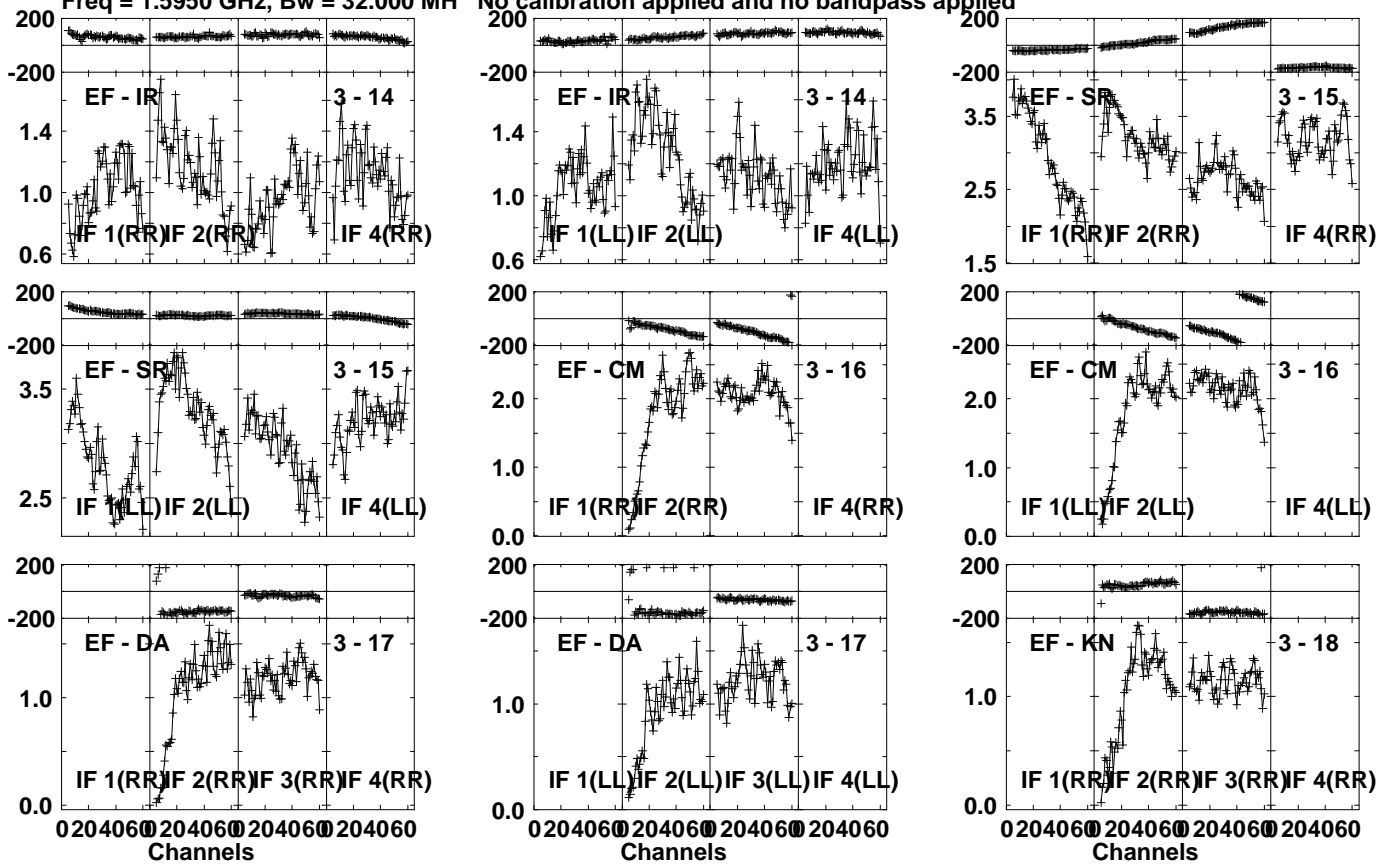 Freq = 1.5950 GHz, Bw = 32.000 MH No calibration applied and no bandpass applied
200
-200
EF - IR
3 - 14
1.4
1.0
0.6
IF 1(RR)
IF 2(RR)
IF 4(RR)
200
-200
EF - IR
3 - 14
1.4
1.0
0.6
IF 1(LL)
IF 2(LL)
IF 4(LL)
200
-200
EF - SR
3 - 15
3.5
2.5
1.5
IF 1(RR)
IF 2(RR)
IF 4(RR)
200
-200
EF - SR
3 - 15
3.5
2.5
IF 1(LL)
IF 2(LL)
IF 4(LL)
200
-200
EF - CM
3 - 16
2.0
1.0
0.0
IF 1(RR)
IF 2(RR)
IF 4(RR)
200
-200
EF - CM
3 - 16
2.0
1.0
0.0
IF 1(LL)
IF 2(LL)
IF 4(LL)
200
-200
EF - DA
3 - 17
1.0
0.0
IF 1(RR)
IF 2(RR)
IF 3(RR)
IF 4(RR)
0 20 40 60 0 20 40 60 0 20 40 60 0 20 40 60
Channels
200
-200
EF - DA
3 - 17
1.0
0.0
IF 1(LL)
IF 2(LL)
IF 3(LL)
IF 4(LL)
0 20 40 60 0 20 40 60 0 20 40 60 0 20 40 60
Channels
200
-200
EF - KN
3 - 18
1.0
0.0
IF 1(RR)
IF 2(RR)
IF 3(RR)
IF 4(RR)
0 20 40 60 0 20 40 60 0 20 40 60 0 20 40 60
Channels